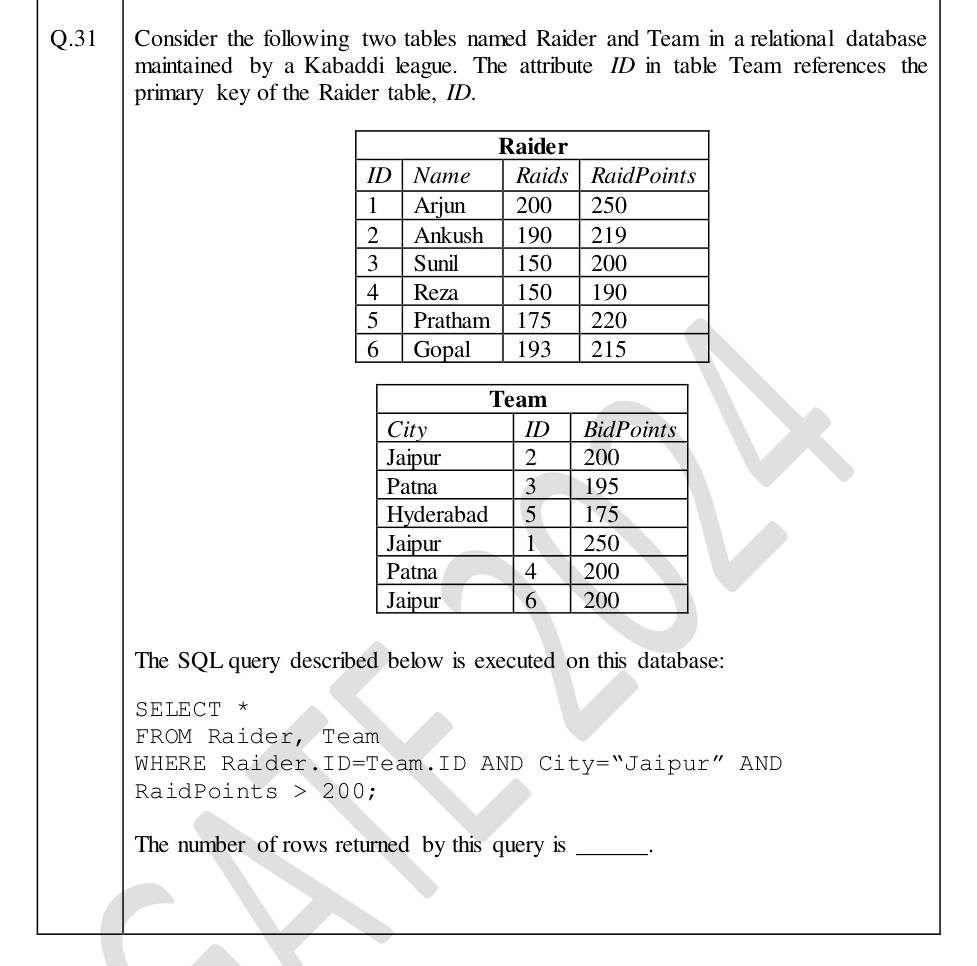 Q.31 Consider the following two tables named Raider and Team in a relational database
maintained by a Kabaddi league. The attribute ID in table Team references the
primary key of the Raider table, ID.
Raider
ID Name Raids RaidPoints
1 Arjun 200 250
2 Ankush 190 219
3 Sunil 150 200
4 Reza 150 190
5 Pratham 175 220
6 Gopal 193 215
Team
City ID BidPoints
Jaipur 2 200
Patna 3 195
Hyderabad 5 175
Jaipur 1 250
Patna 4 200
Jaipur 6 200
The SQL query described below is executed on this database:
SELECT *
FROM Raider, Team
WHERE Raider.ID=Team.ID AND City=“Jaipur” AND
RaidPoints > 200;
The number of rows returned by this query is ______.
GATE 2024